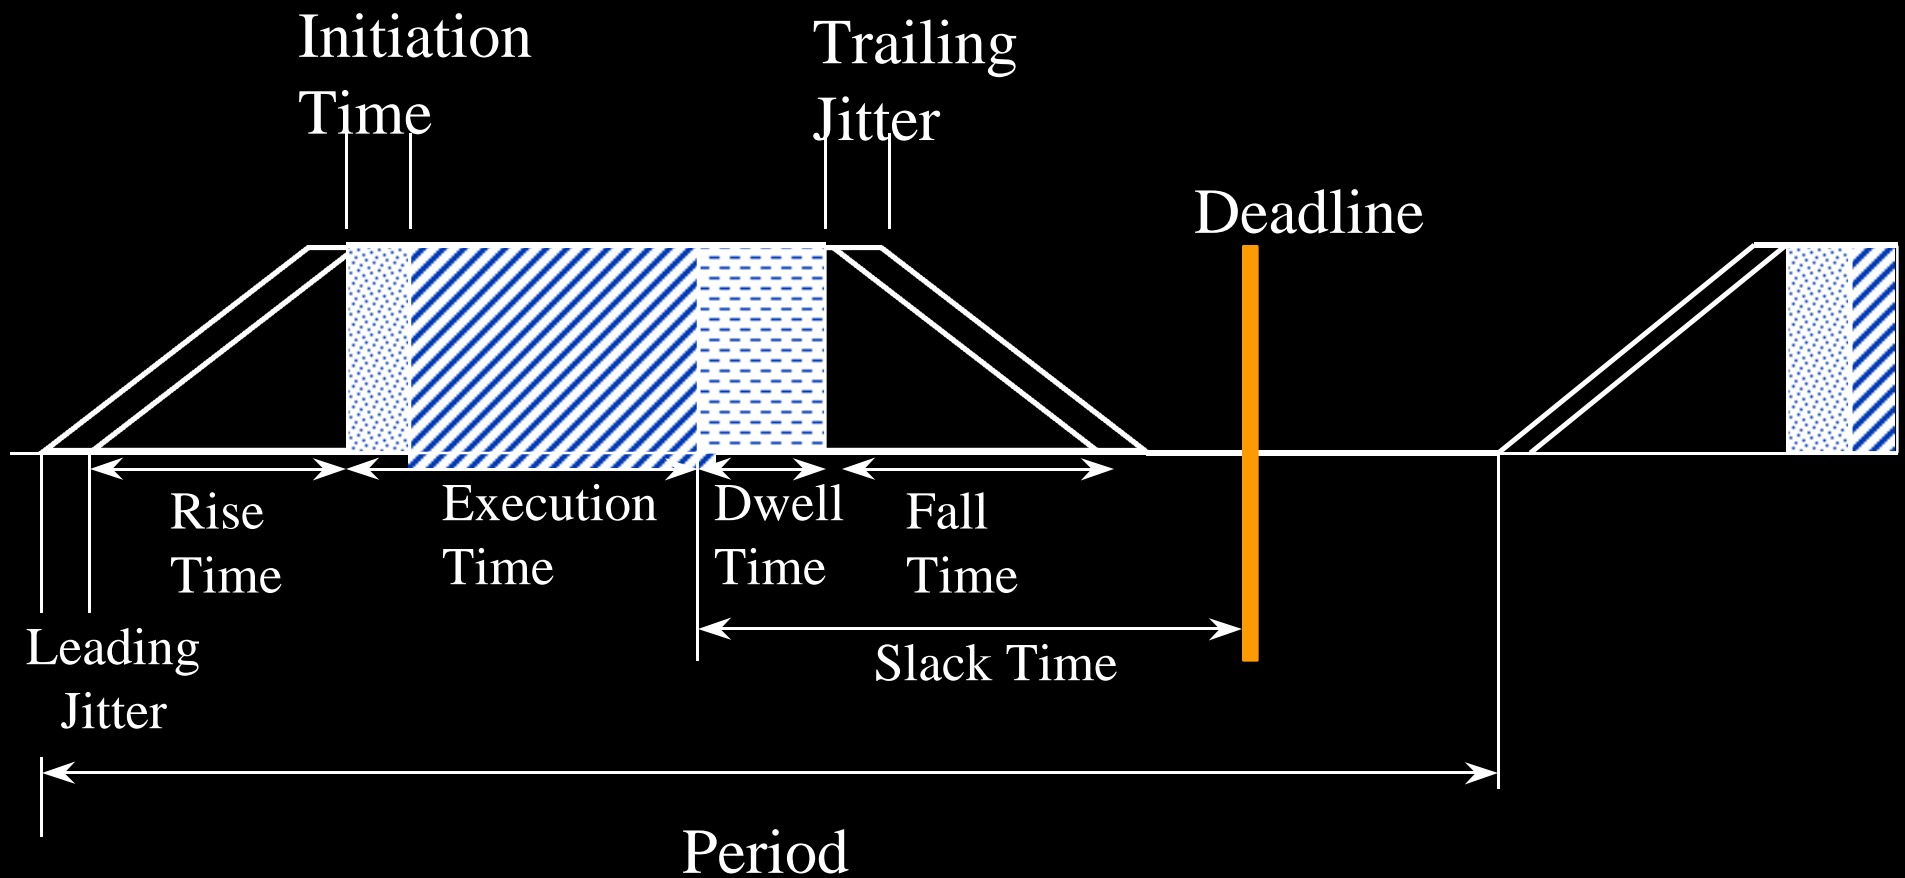 Initiation
Time
Trailing
Jitter
Deadline
Rise
Time
Execution
Time
Dwell
Time
Fall
Time
Leading
Jitter
Slack Time
Period